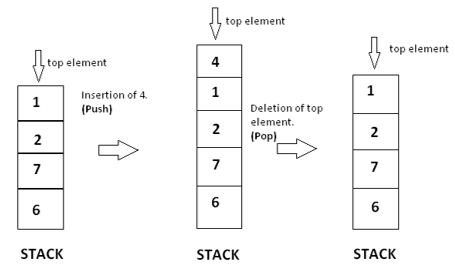 top element
1
2
7
6
STACK
Insertion of 4.
(Push)
top element
4
1
2
7
6
STACK
Deletion of top
element.
(Pop)
top element
1
2
7
6
STACK